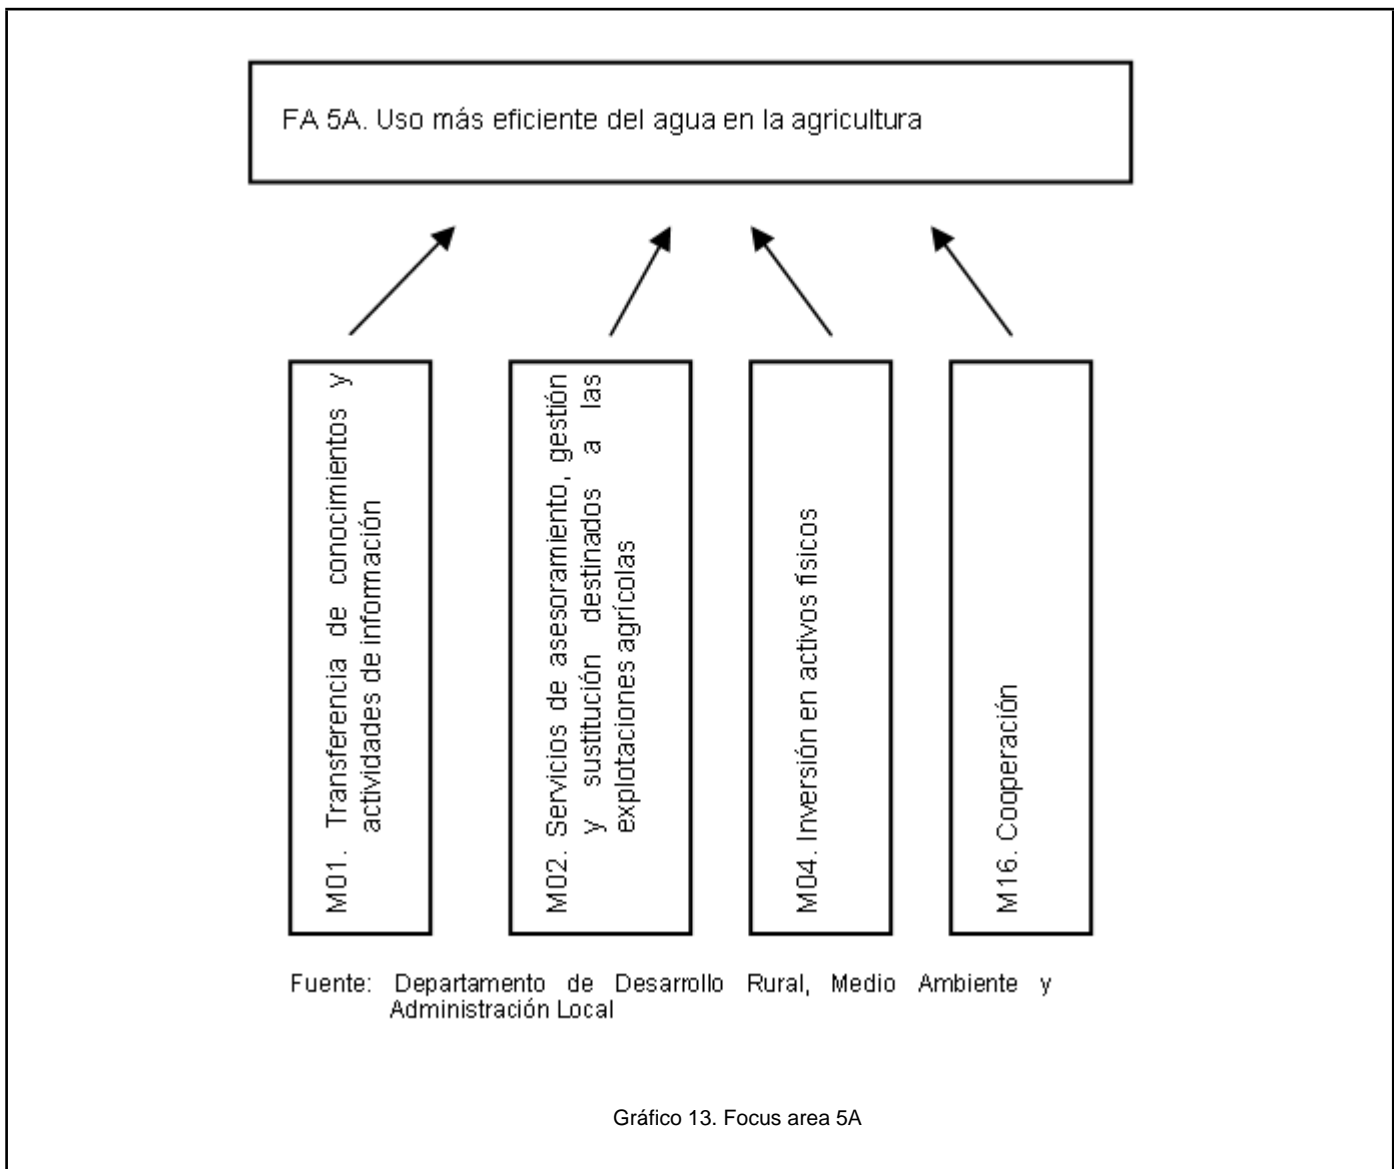 FA 5A. Uso más eficiente del agua en la agricultura
M01. Transferencia de conocimientos y
actividades de información
M02. Servicios de asesoramiento, gestión
y sustitución destinados a las
explotaciones agrícolas
M04. Inversión en activos físicos
M16. Cooperación
Fuente: Departamento de Desarrollo Rural, Medio Ambiente y
Administración Local
Gráfico 13. Focus area 5A